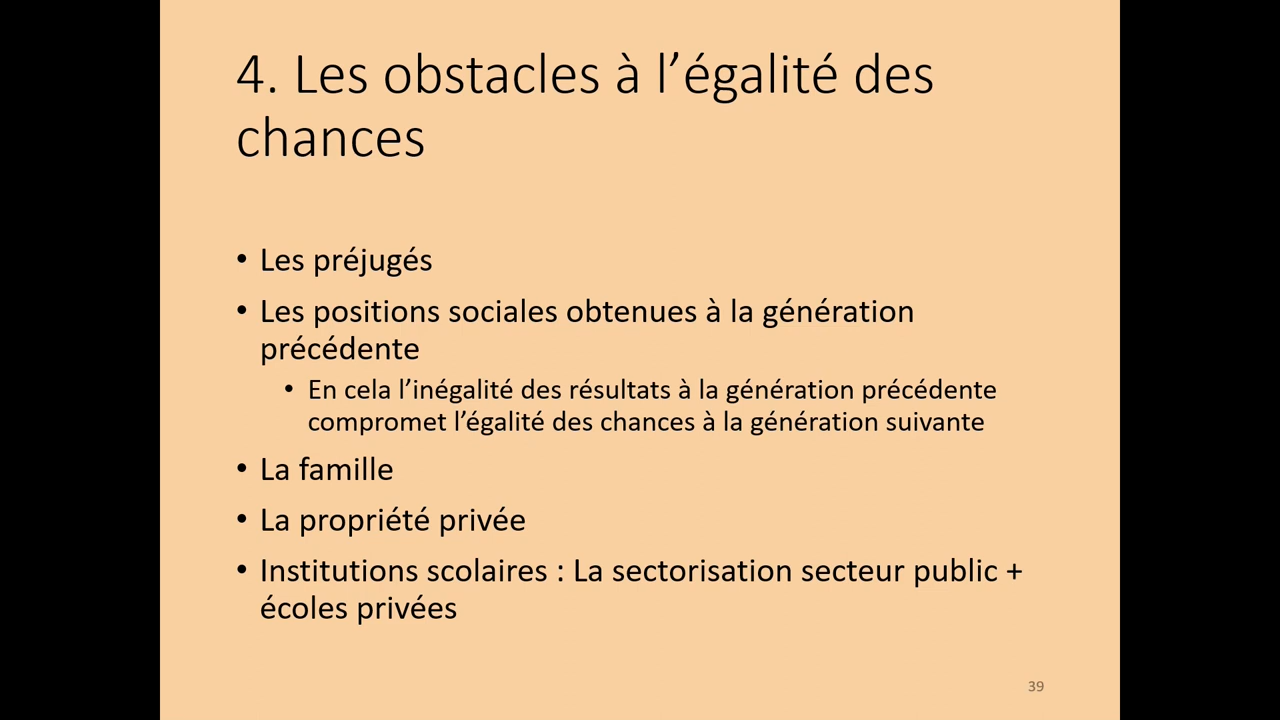 4. Les obstacles à l’égalité des
chances
• Les préjugés
• Les positions sociales obtenues à la génération
précédente
• En cela l’inégalité des résultats à la génération précédente
compromet l’égalité des chances à la génération suivante
• La famille
• La propriété privée
• Institutions scolaires : La sectorisation secteur public +
écoles privées
39